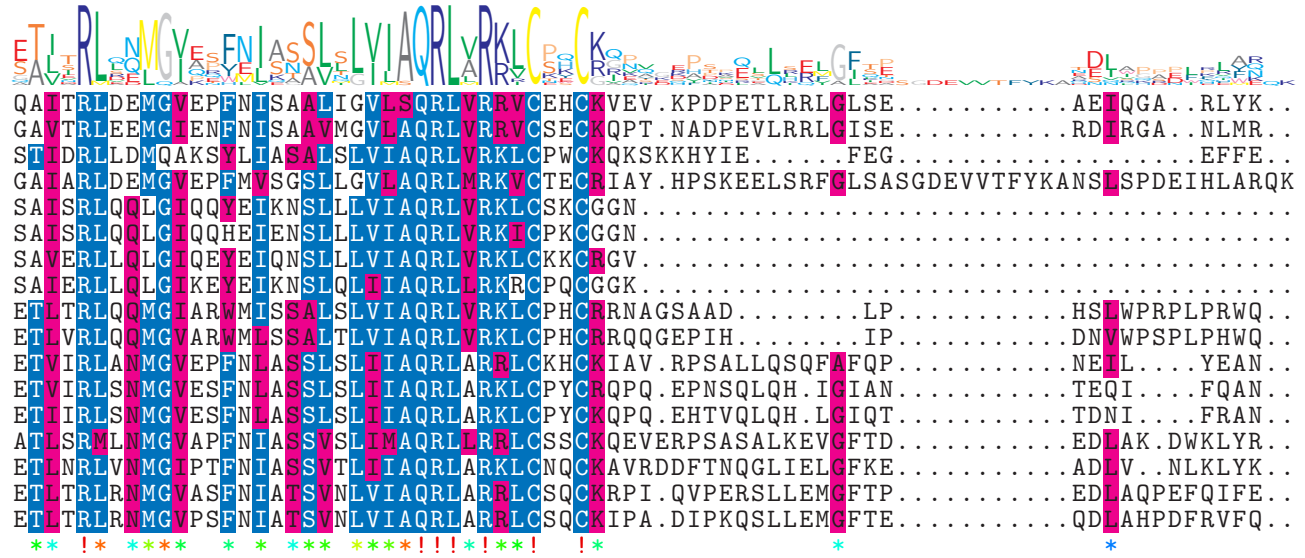 QAITRLDEMGVEPFNISAALIGVLSQRLVRRVCEHCKVEV.KPDPETLRRLGLSE...........AEIQGA..RLYK..
GAVTRLEEMGIENFNISAAVMGVLAQRLVRRVCSECKQPT.NADPEVLRRLGISE...........RDIRGA..NLMR..
STIDRLLDMQAKSYLIASALSLVIAQRLVRKLCPWCKQKSKKHYIE......FEG...................EFFE..
GAIARLDEMGVEPFMVSGSLLGVLAQRLMRKVCTECRIAY.HPSKEELSRFGLSASGDEVVTFYKANSLSPDEIHLARQK
SAISRLQQLGIQQYEIKNSLLLVIAQRLVRKLCSKCGGN.........................................
SAISRLQQLGIQQHEIENSLLLVIAQRLVRKICPKCGGN.........................................
SAVERLLQLGIQEYEIQNSLLLVIAQRLVRKLCKKCRGV.........................................
SAIERLLQLGIKEYEIKNSLQLIIAQRLLRKRCPQCGGK.........................................
ETLTRLQQMGIARWMISSALSLVIAQRLVRKLCPHCRRNAGSAAD........LP...........HSLWPRPLPRWQ..
ETLVRLQQMGVARWMLSSALTLVIAQRLVRKLCPHCRRQQGEPIH........IP...........DNVWPSPLPHWQ..
ETVIRLANMGVEPFNLASSLSLIIAQRLARRLCKHCKIAV.RPSALLQSQFAFQP...........NEIL....YEAN..
ETVIRLSNMGVESFNLASSLSLIIAQRLARKLCPYCRQPQ.EPNSQLQH.IGIAN...........TEQI....FQAN..
ETIIRLSNMGVESFNLASSLSLIIAQRLARKLCPYCKQPQ.EHTVQLQH.LGIQT...........TDNI....FRAN..
ATLSRMLNMGVAPFNIASSVSLIMAQRLLRRLCSSCKQEVERPSASALKEVGFTD...........EDLAK.DWKLYR..
ETLNRLVNMGIPTFNIASSVTLIIAQRLARKLCNQCKAVRDDFTNQGLIELGFKE...........ADLV..NLKLYK..
ETLTRLRNMGVASFNIATSVNLVIAQRLARRLCSQCKRPI.QVPERSLLEMGFTP...........EDLAQPEFQIFE..
ETLTRLRNMGVPSFNIATSVNLVIAQRLARRLCSQCKIPA.DIPKQSLLEMGFTE...........QDLAHPDFRVFQ..
** !* **** * * *** ****!!!*!**! !* * *